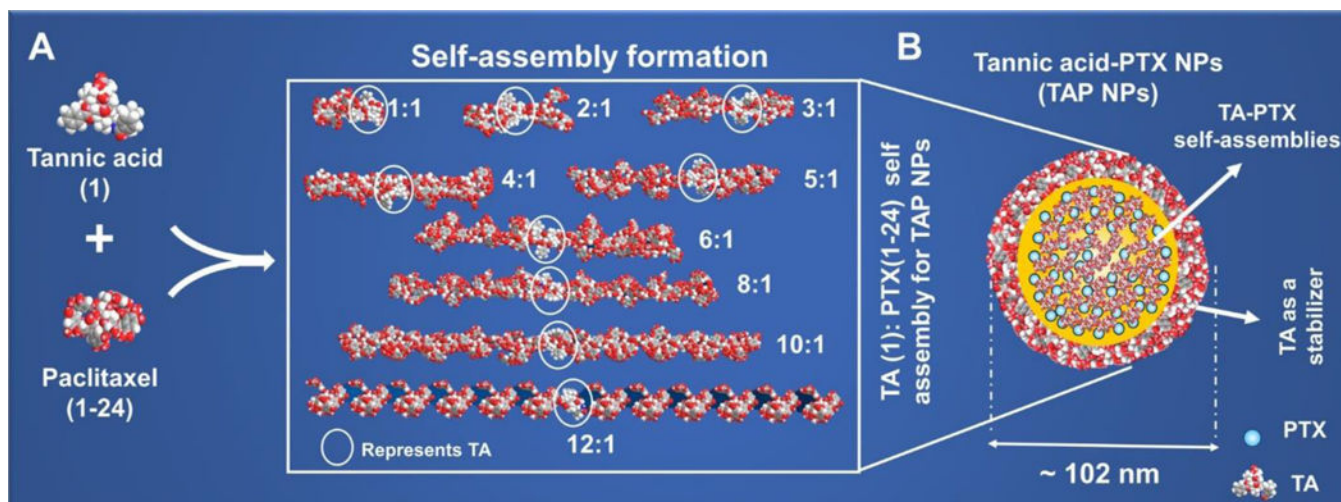 A
Tannic acid
(1)
+
Paclitaxel
(1-24)
Self-assembly formation
1:1
2:1
3:1
4:1
5:1
6:1
8:1
10:1
12:1
Represents TA
TA (1): PTX(1-24) self
assembly for TAP NPs
B
Tannic acid-PTX NPs
(TAP NPs)
TA-PTX
self-assemblies
TA as a
stabilizer
~ 102 nm
PTX
TA